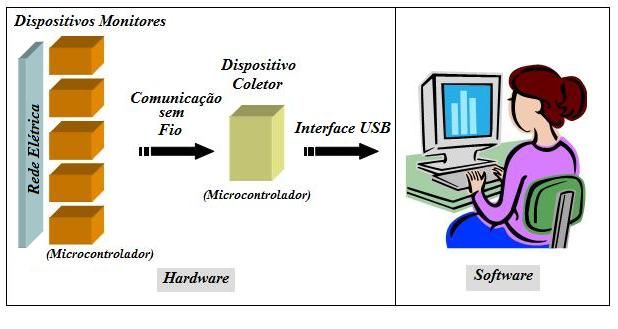 Dispositivos Monitores
Rede Elétrica
(Microcontrolador)
Comunicação
sem
Fio
Dispositivo
Coletor
(Microcontrolador)
Interface USB
Hardware
Software